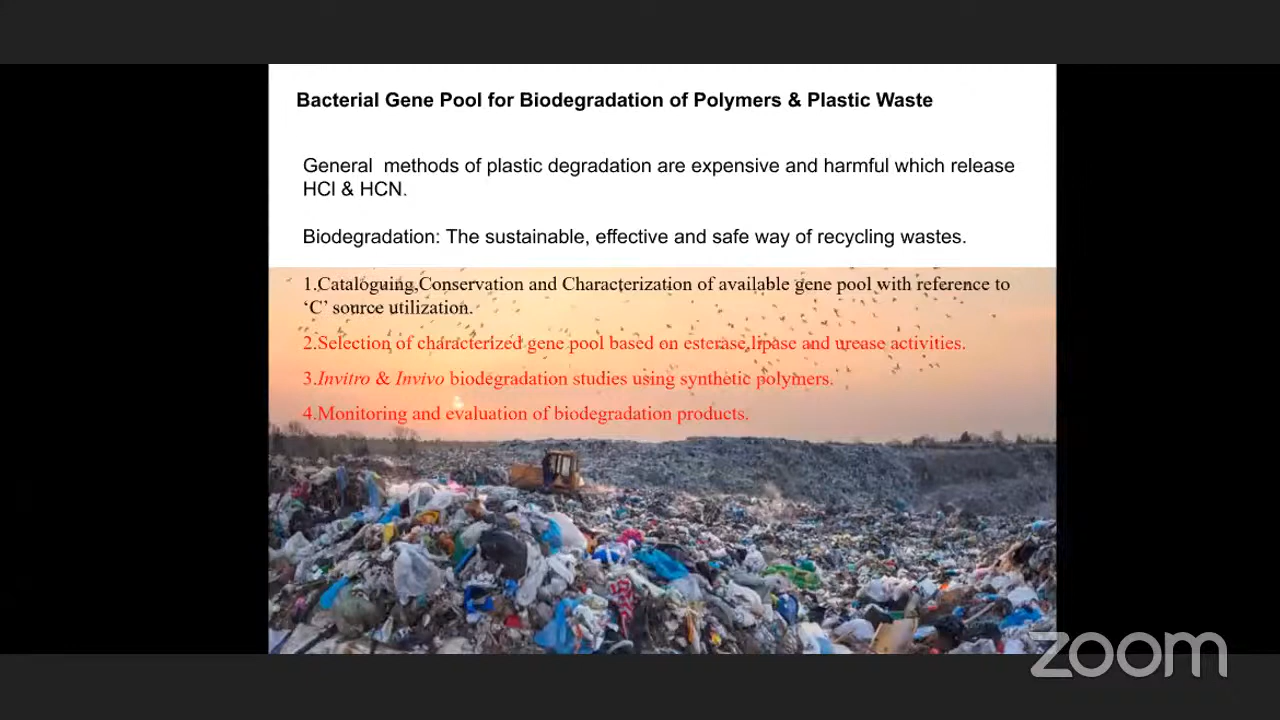 Bacterial Gene Pool for Biodegradation of Polymers & Plastic Waste
General methods of plastic degradation are expensive and harmful which release
HCl & HCN.
Biodegradation: The sustainable, effective and safe way of recycling wastes.
1.Cataloguing,Conservation and Characterization of available gene pool with reference to
‘C’ source utilization.
2.Selection of characterized gene pool based on esterase,lipase and urease activities.
3.Invitro & Invivo biodegradation studies using synthetic polymers.
4.Monitoring and evaluation of biodegradation products.
zoom